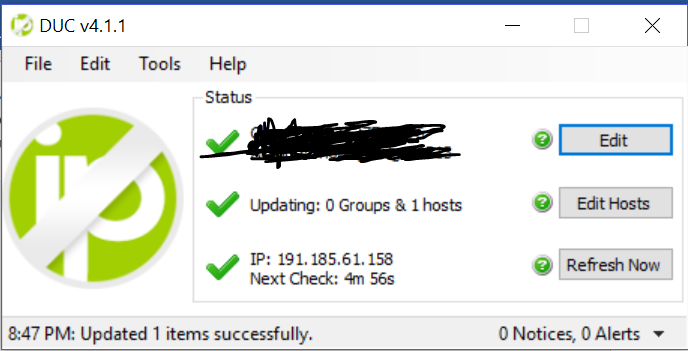 DUC v4.1.1
File Edit Tools Help
Status
ip
Edit
Updating: 0 Groups & 1 hosts
Edit Hosts
IP: 191.185.61.158
Next Check: 4m 56s
Refresh Now
8:47 PM: Updated 1 items successfully.
0 Notices, 0 Alerts